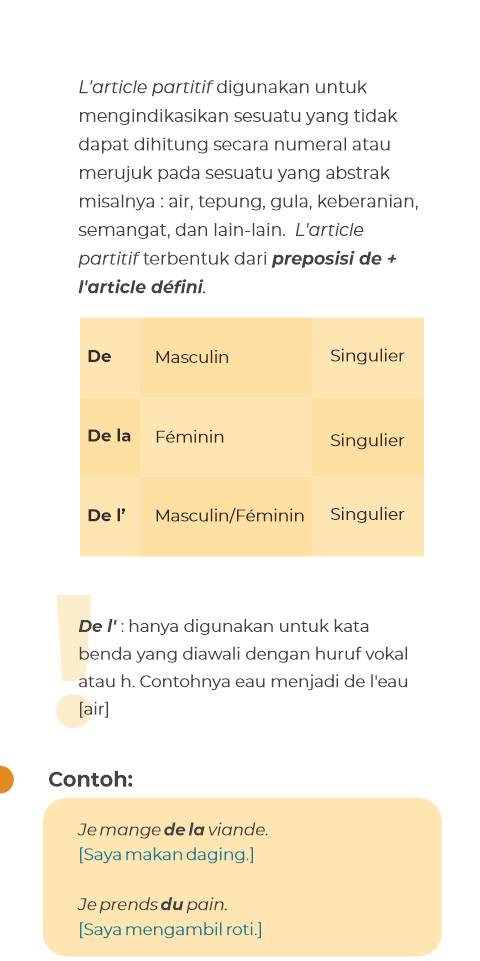 L'article partitif digunakan untuk
mengindikasikan sesuatu yang tidak
dapat dihitung secara numeral atau
merujuk pada sesuatu yang abstrak
misalnya : air, tepung, gula, keberanian,
semangat, dan lain-lain. L'article
partitif terbentuk dari preposisi de +
l'article défini.
De Masculin Singulier
De la Féminin Singulier
De l’ Masculin/Féminin Singulier
!
De l' : hanya digunakan untuk kata
benda yang diawali dengan huruf vokal
atau h. Contohnya eau menjadi de l'eau
[air]
Contoh:
Je mange de la viande.
[Saya makan daging.]
Je prends du pain.
[Saya mengambil roti.]